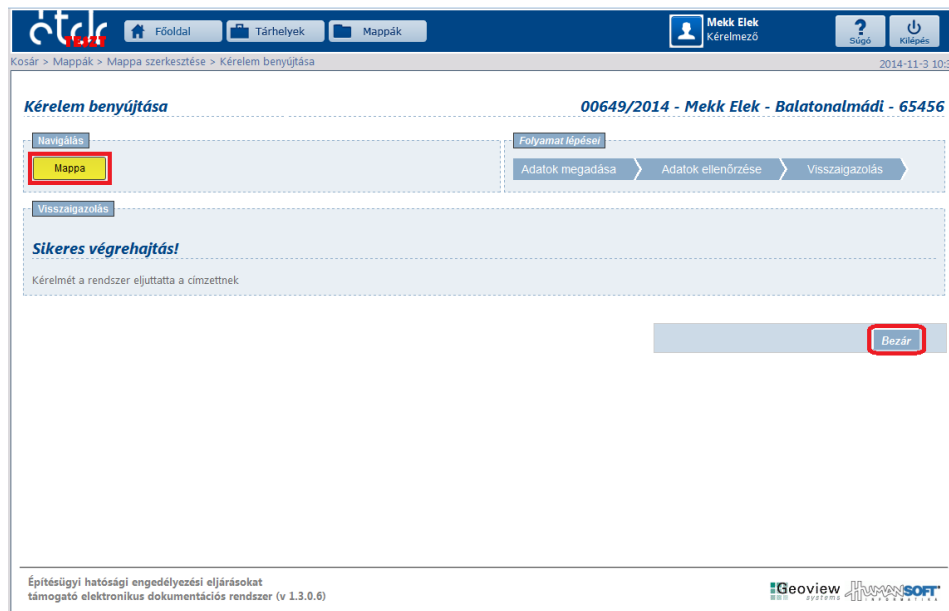 étdr
TESZT
Főoldal
Tárhelyek
Mappák
Mekk Elek
Kérelmező
?
Súgó
Kilépés
Kosár > Mappák > Mappa szerkesztése > Kérelem benyújtása
2014-11-3 10:3
Kérelem benyújtása
00649/2014 - Mekk Elek - Balatonalmádi - 65456
Navigálás
Mappa
Folyamat lépései
Adatok megadása
Adatok ellenőrzése
Visszaigazolás
Visszaigazolás
Sikeres végrehajtás!
Kérelmét a rendszer eljuttatta a címzettnek
Bezár
Építésügyi hatósági engedélyezési eljárásokat
támogató elektronikus dokumentációs rendszer (v 1.3.0.6)
Geoview
systems
HUMANSOFT
INFORMATIKA